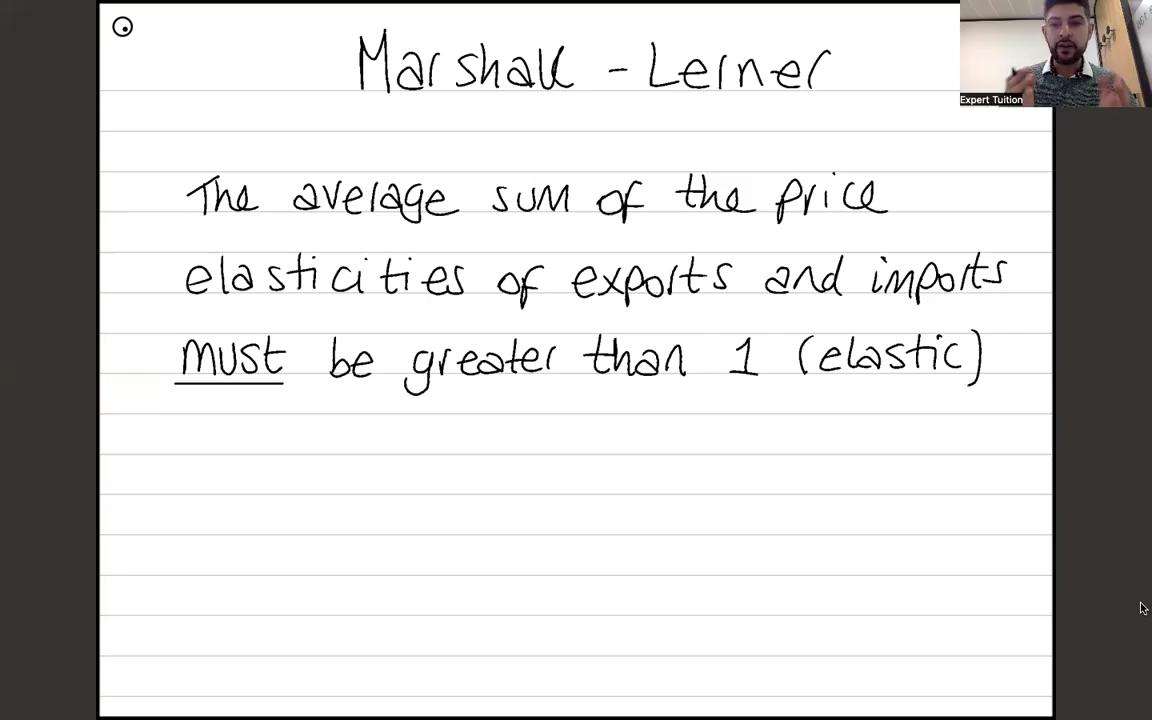 Marshall - Lerner
Expert Tuition
The average sum of the price
elasticities of exports and imports
must be greater than 1 (elastic)